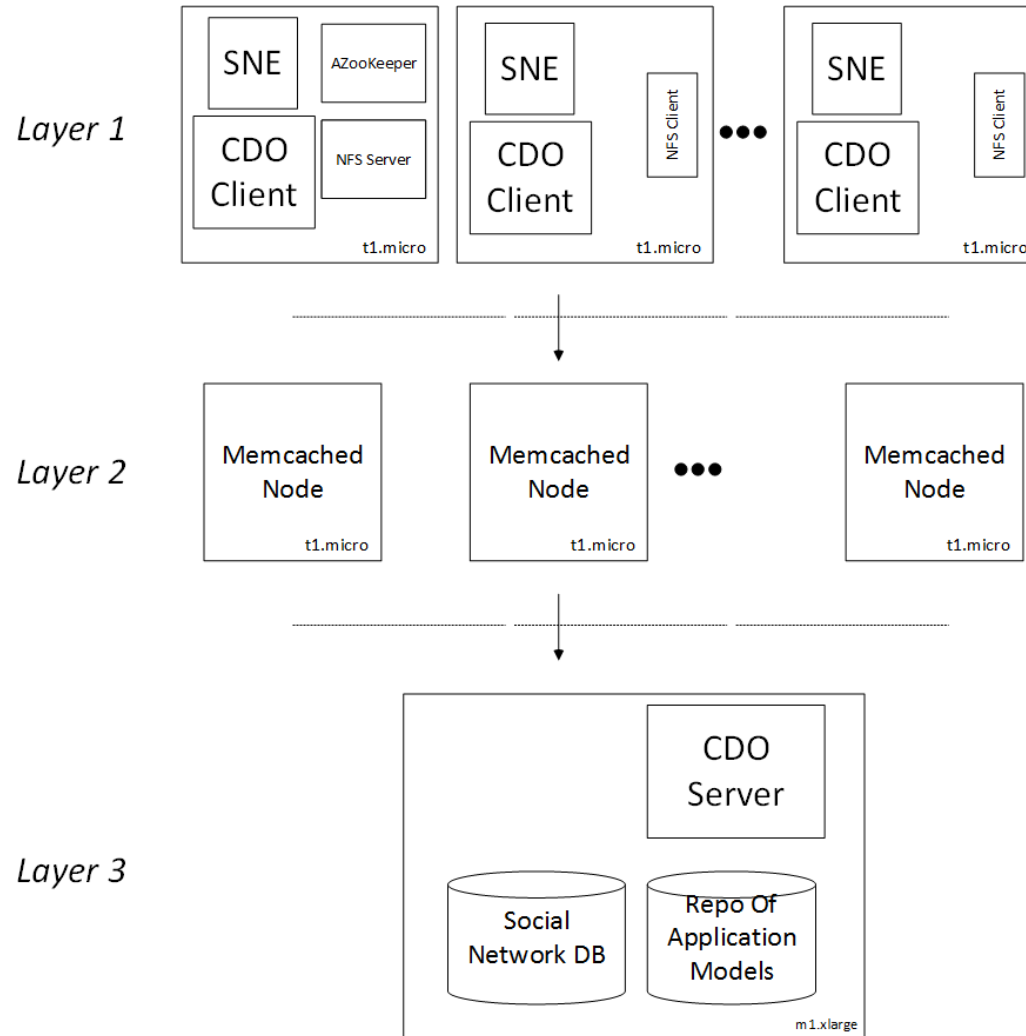 Layer 1
SNE
AZooKeeper
CDO
Client
NFS Server
t1.micro
SNE
NFS Client
CDO
Client
t1.micro
SNE
NFS Client
CDO
Client
t1.micro
Layer 2
Memcached
Node
t1.micro
Memcached
Node
t1.micro
Memcached
Node
t1.micro
Layer 3
CDO
Server
Social
Network DB
Repo Of
Application
Models
m1.xlarge